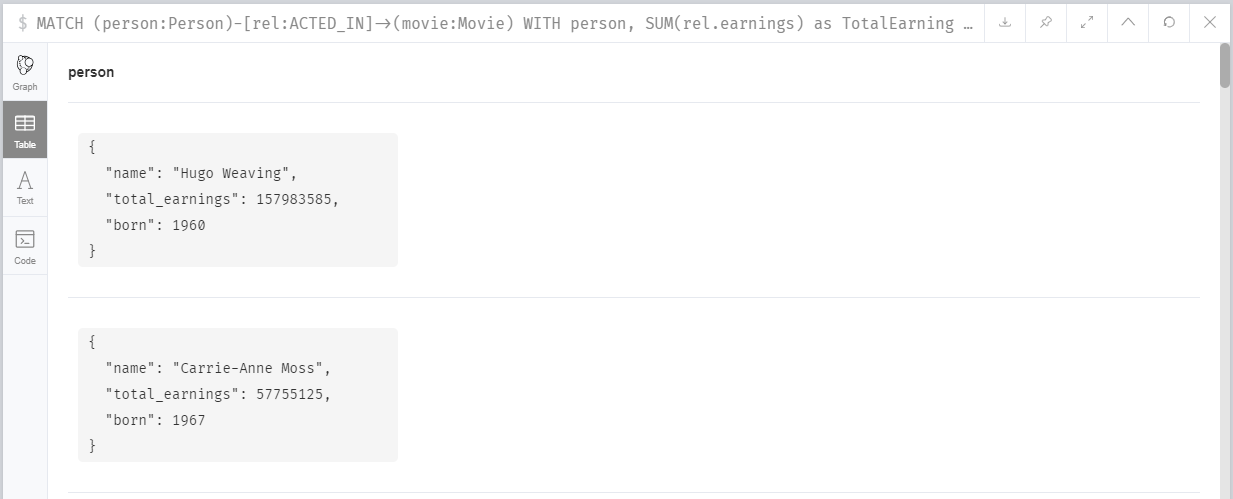 $ MATCH (person:Person)-[rel:ACTED_IN]→(movie:Movie) WITH person, SUM(rel.earnings) as TotalEarning …
Graph
Table
Text
Code
person
{
"name": "Hugo Weaving",
"total_earnings": 157983585,
"born": 1960
}
{
"name": "Carrie-Anne Moss",
"total_earnings": 57755125,
"born": 1967
}